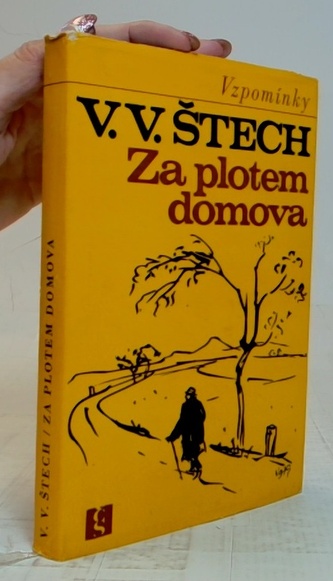 Vzpomínky
V. V. ŠTECH
Za plotem
domova
V. V. ŠTECH / ZA PLOTEM DOMOVA